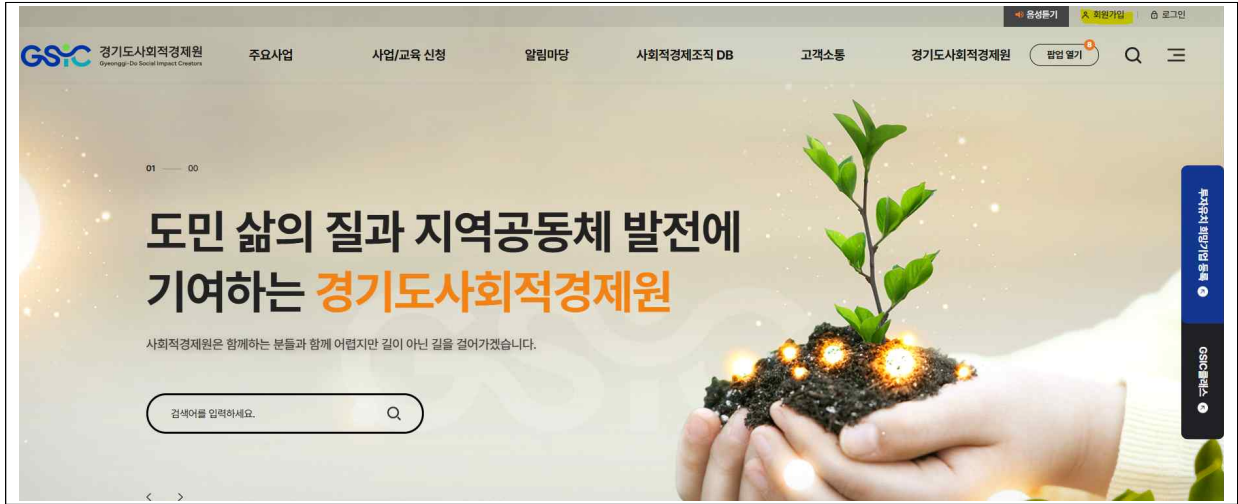 음성듣기 회원가입 로그인
GSIC 경기도사회적경제원
Gyeonggi-Do Social Impact Creators
주요사업 사업/교육 신청 알림마당 사회적경제조직 DB 고객소통 경기도사회적경제원 팝업 열기 8
01 00
도민 삶의 질과 지역공동체 발전에
기여하는 경기도사회적경제원
사회적경제원은 함께하는 분들과 함께 어렵지만 길이 아닌 길을 걸어가겠습니다.
검색어를 입력하세요.
투자유치 희망기업 등록
GSIC클래스
GSIC